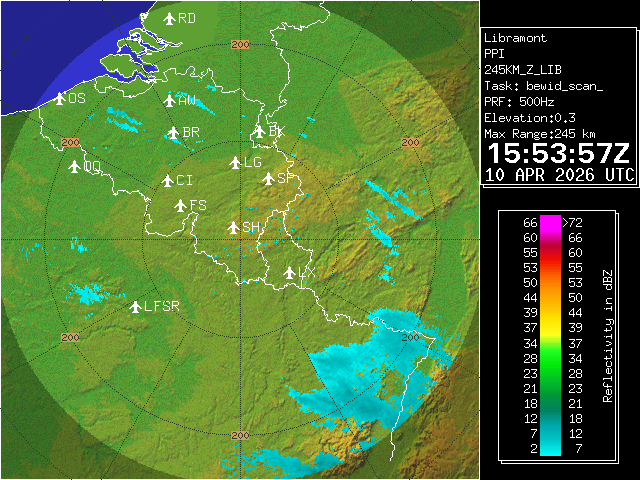 RD
200
OS
AW
BR
BK
200
200
OQ
LG
CI
SP
FS
SH
LX
LFSR
200
200
200
Libramont
PPI
245KM_Z_LIB
Task: bewid_scan_
PRF: 500Hz
Elevation:0.3
Max Range:245 km
15:53:57Z
10 APR 2026 UTC
66 >72
60 66
55 60
53 55
50 53
44 50
39 44
37 39
34 37
28 34
23 28
21 23
18 21
12 18
7 12
2 7
Reflectivity in dBZ